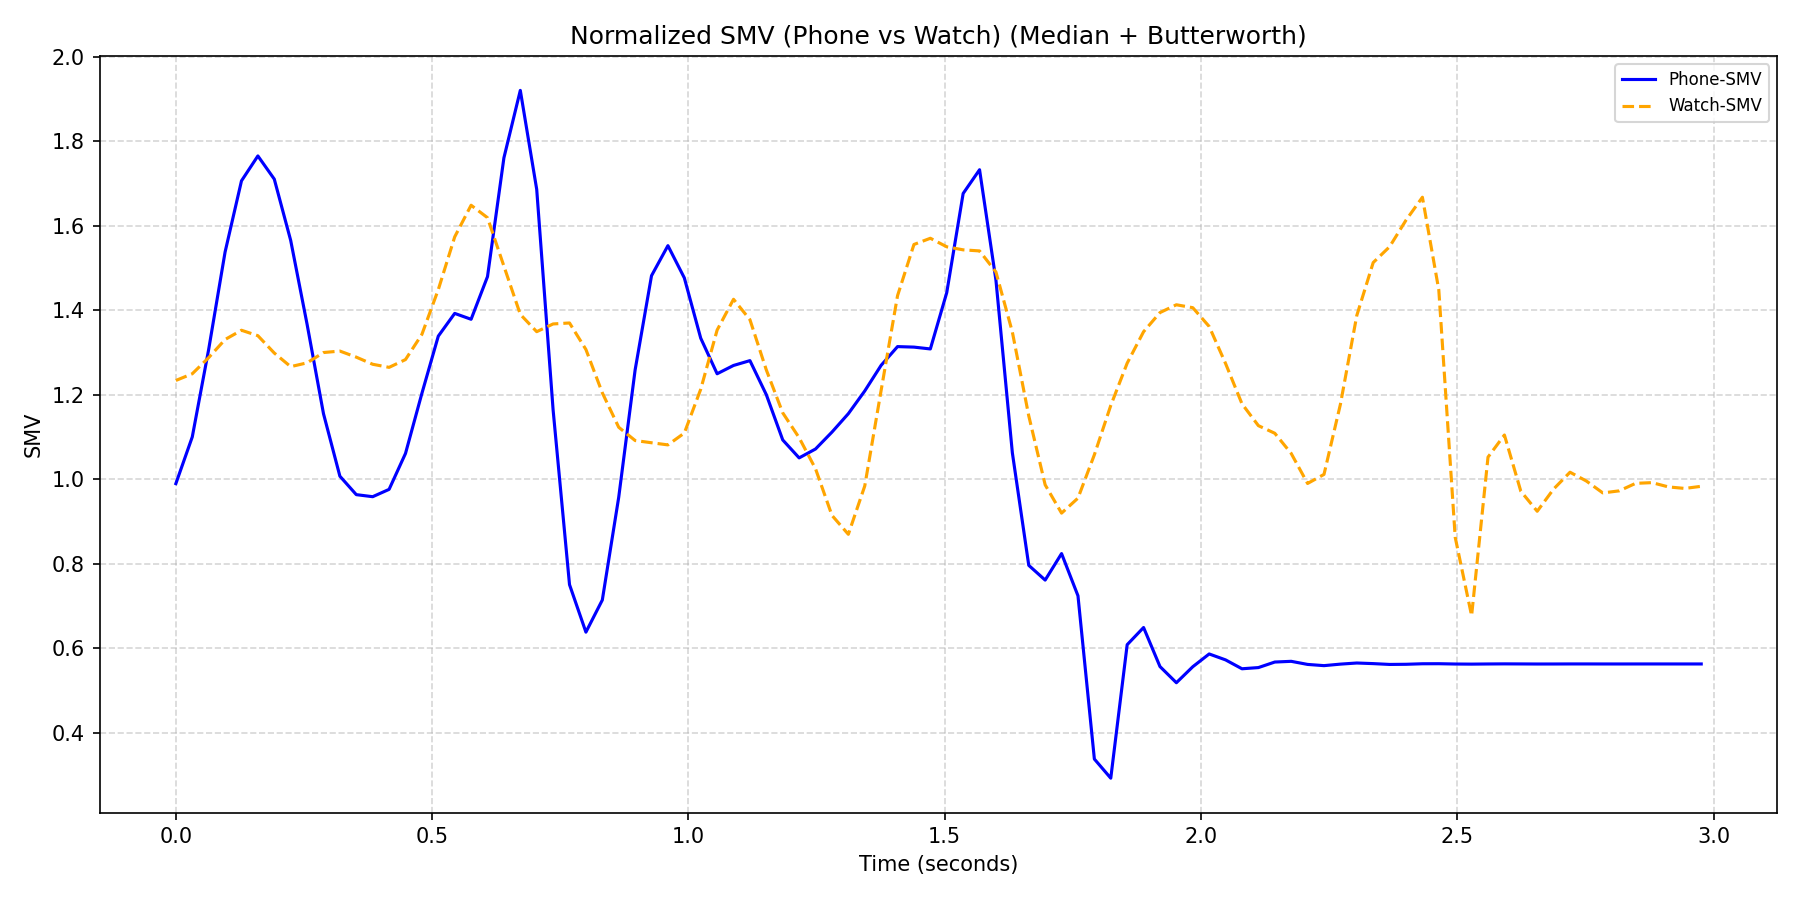 Normalized SMV (Phone vs Watch) (Median + Butterworth)
Phone-SMV
Watch-SMV
2.0
1.8
1.6
1.4
1.2
1.0
0.8
0.6
0.4
SMV
0.0 0.5 1.0 1.5 2.0 2.5 3.0
Time (seconds)